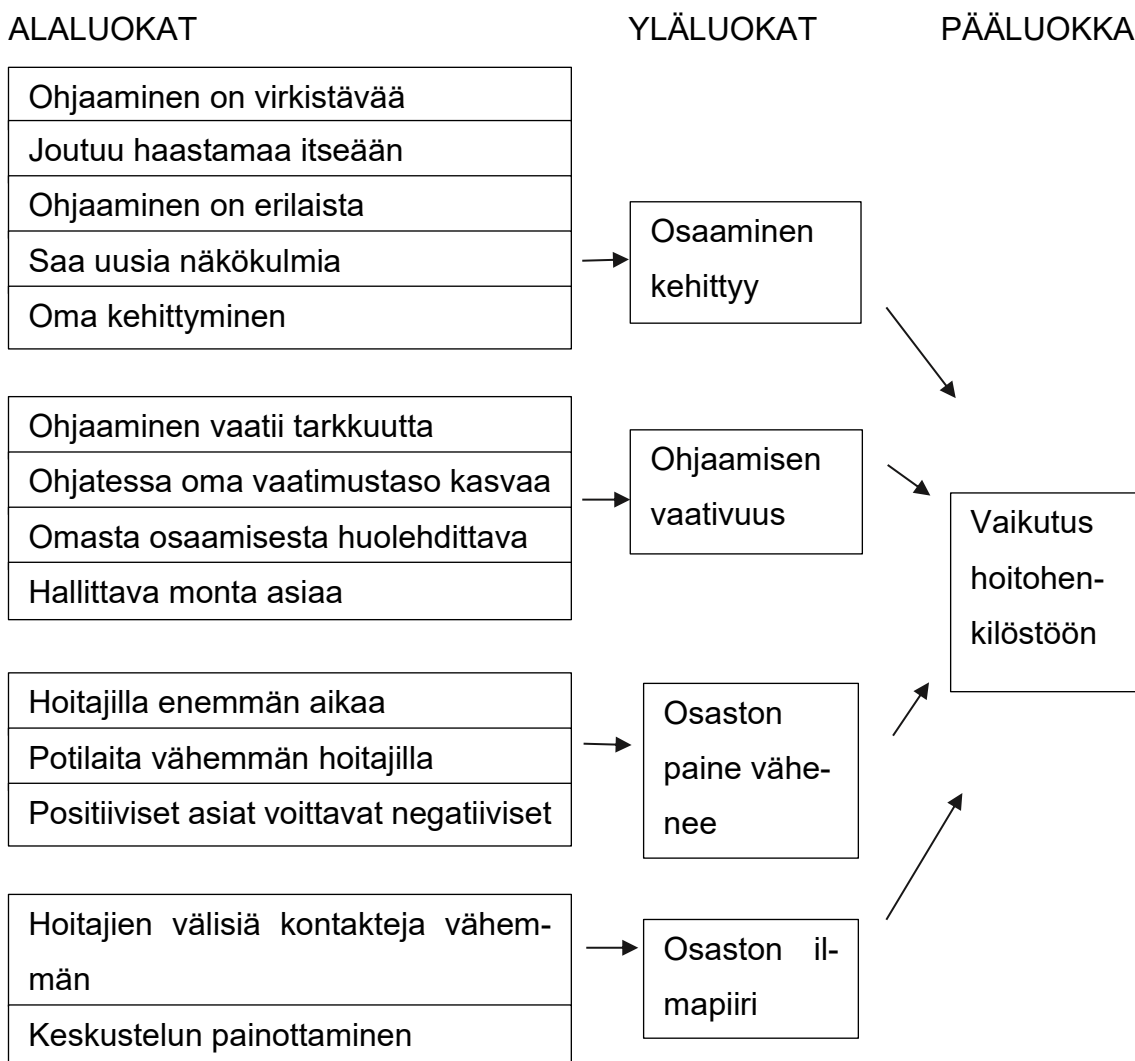 ALALUOKAT YLÄLUOKAT PÄÄLUOKKA
Ohjaaminen on virkistävää
Joutuu haastamaa itseään
Ohjaaminen on erilaista
Saa uusia näkökulmia
Oma kehittyminen
Osaaminen
kehittyy
Ohjaaminen vaatii tarkkuutta
Ohjatessa oma vaatimustaso kasvaa
Omasta osaamisesta huolehdittava
Hallittava monta asiaa
Ohjaamisen
vaativuus
Vaikutus
hoitohen-
kilöstöön
Hoitajilla enemmän aikaa
Potilaita vähemmän hoitajilla
Positiiviset asiat voittavat negatiiviset
Osaston
paine vähe-
nee
Hoitajien välisiä kontakteja vähem-
män
Keskustelun painottaminen
Osaston il-
mapiiri